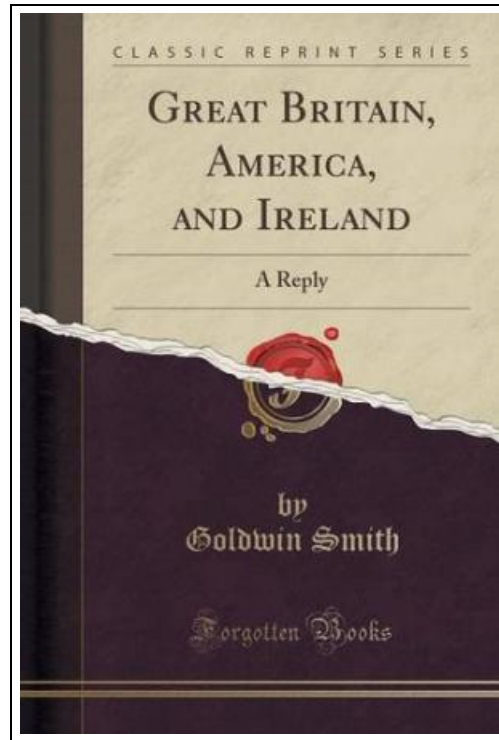 CLASSIC REPRINT SERIES
GREAT BRITAIN,
AMERICA,
AND IRELAND
A Reply
by
Goldwin Smith
Forgotten Books